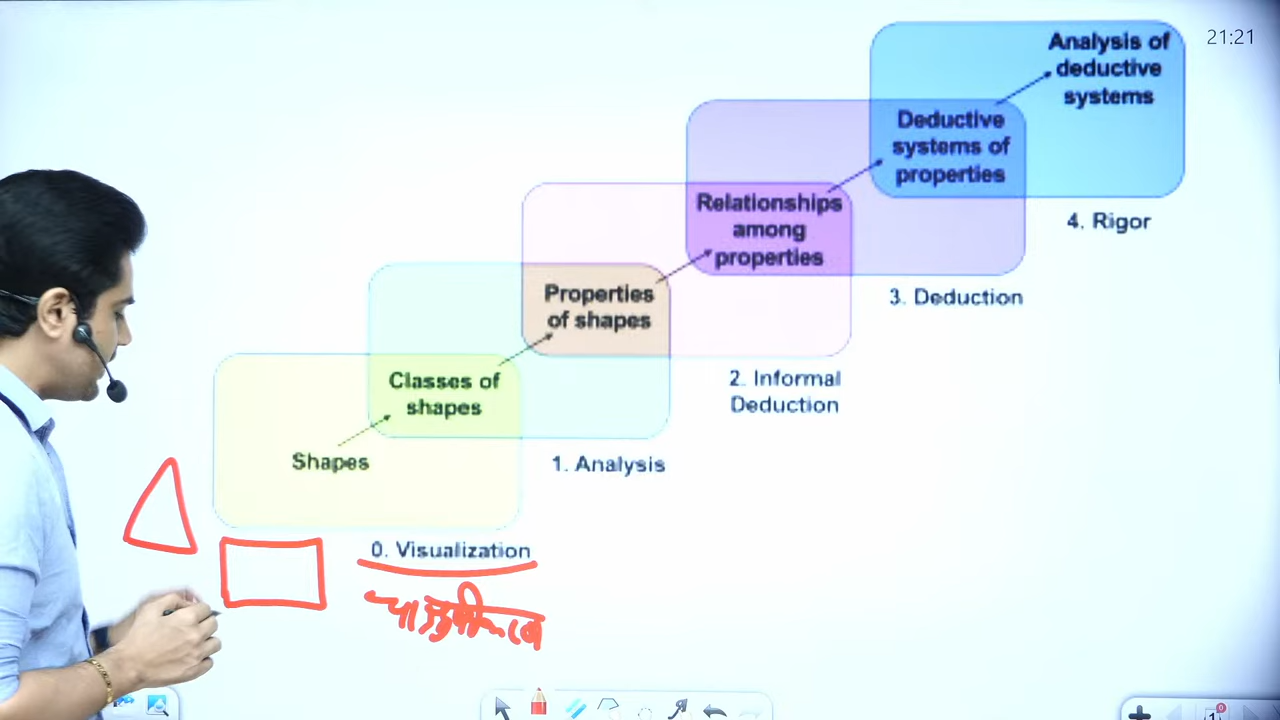 21:21
Analysis of
deductive
systems
Deductive
systems of
properties
4. Rigor
Relationships
among
properties
3. Deduction
Properties
of shapes
2. Informal
Deduction
Classes of
shapes
1. Analysis
Shapes
0. Visualization